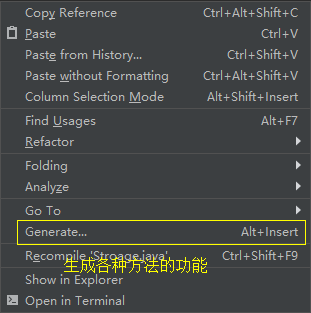 Copy Reference Ctrl+Alt+Shift+C
Paste Ctrl+V
Paste from History... Ctrl+Shift+V
Paste without Formatting Ctrl+Alt+Shift+V
Column Selection Mode Alt+Shift+Insert
Find Usages Alt+F7
Refactor
Folding
Analyze
Go To
Generate... Alt+Insert
Recompile 'Stroage.java' Ctrl+Shift+F9
生成各种方法的功能
Show in Explorer
Open in Terminal